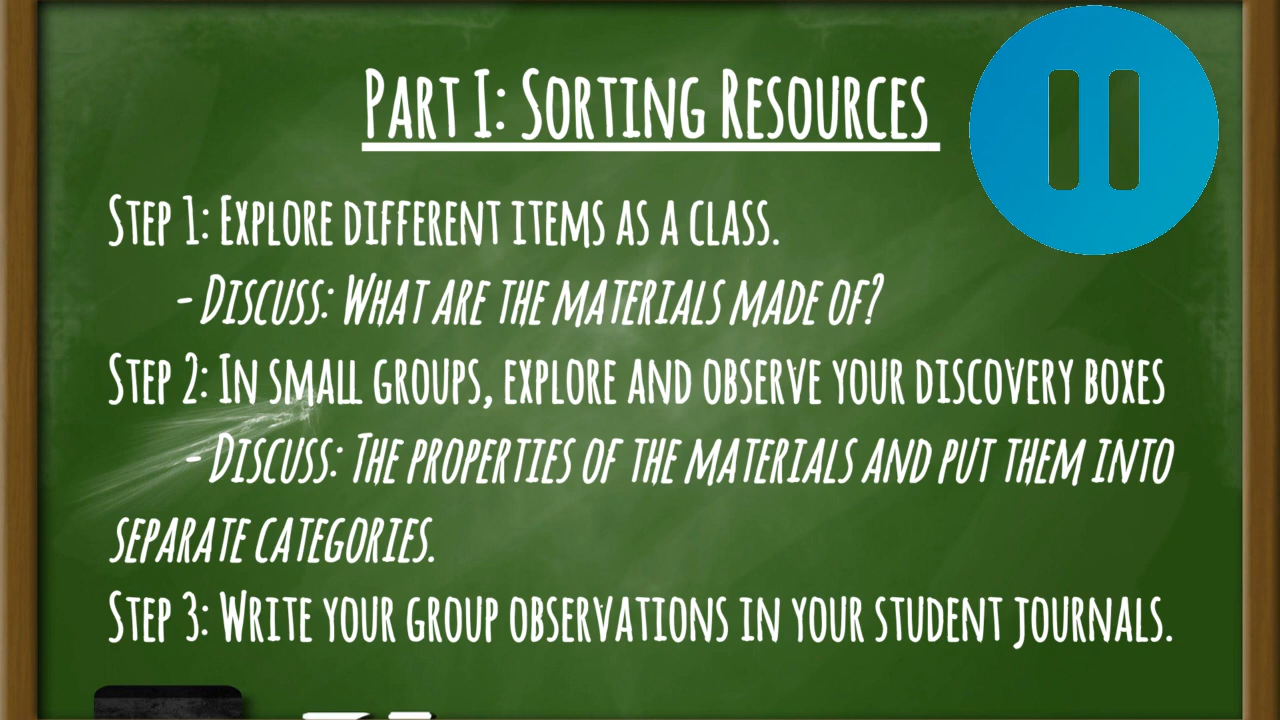 Part I: Sorting Resources
Step 1: Explore different items as a class.
- Discuss: What are the materials made of?
Step 2: In small groups, explore and observe your discovery boxes
- Discuss: The properties of the materials and put them into
separate categories.
Step 3: Write your group observations in your student journals.